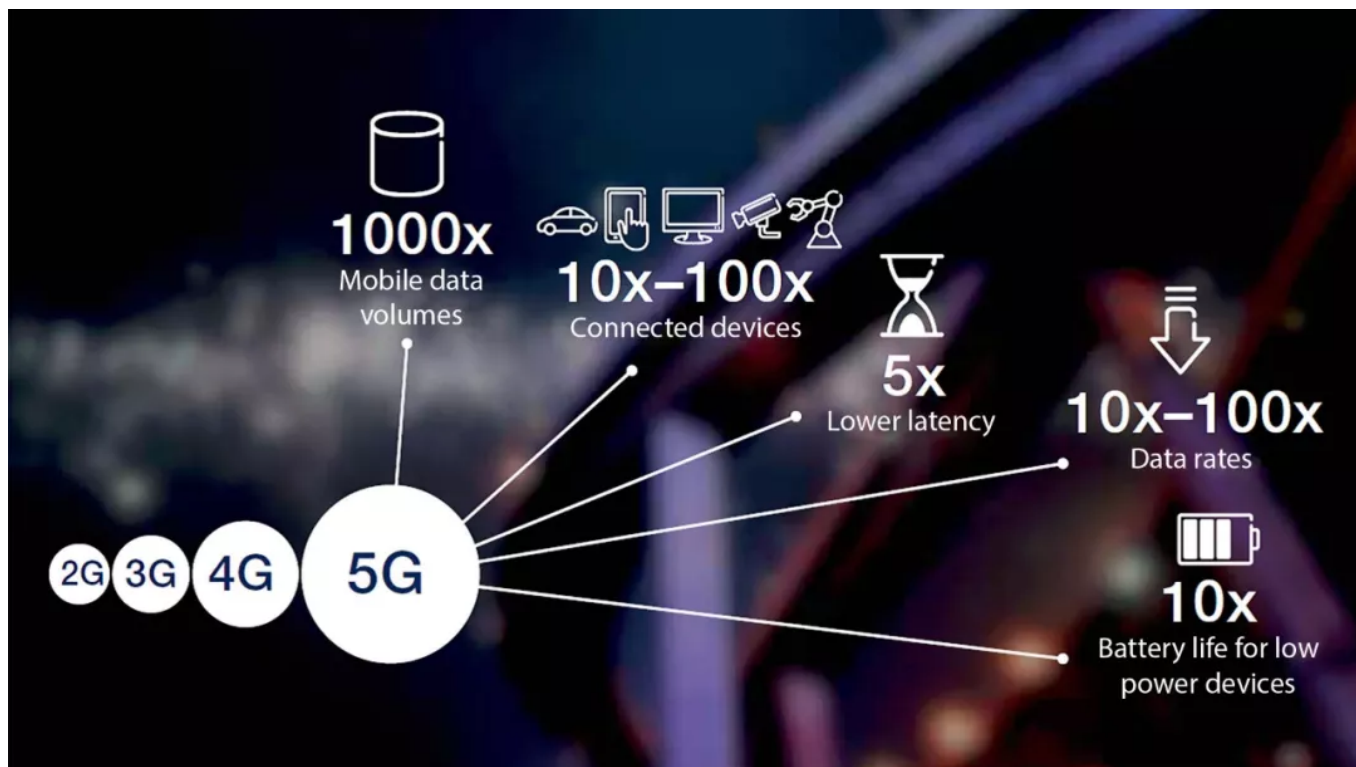 1000x
Mobile data
volumes
10x–100x
Connected devices
5x
Lower latency
10x–100x
Data rates
10x
Battery life for low
power devices
2G
3G
4G
5G